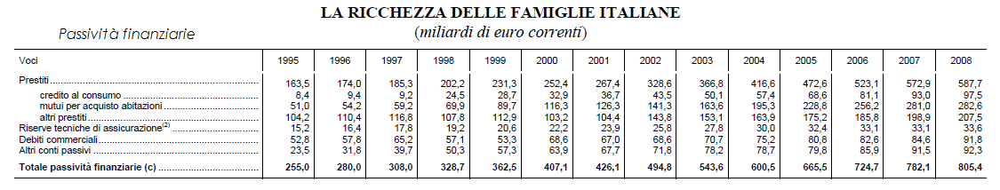 LA RICCHEZZA DELLE FAMIGLIE ITALIANE
Passività finanziarie (miliardi di euro correnti)
Voci 1995 1996 1997 1998 1999 2000 2001 2002 2003 2004 2005 2006 2007 2008
Prestiti 163,5 174,0 185,3 202,2 231,3 252,4 267,4 328,6 366,8 416,6 472,6 523,1 572,9 587,7
credito al consumo 8,4 9,4 9,2 24,5 28,7 32,9 36,7 43,5 50,1 57,4 68,6 81,1 93,0 97,5
mutui per acquisto abitazioni 51,0 54,2 59,2 69,9 89,7 116,3 126,3 141,3 163,6 195,3 228,8 256,2 281,0 282,6
altri prestiti 104,2 110,4 116,8 107,8 112,9 103,2 104,4 143,8 153,1 163,9 175,2 185,8 198,9 207,5
Riserve tecniche di assicurazione(2) 15,2 16,4 17,8 19,2 20,6 22,2 23,9 25,8 27,8 30,0 32,4 33,1 33,1 33,6
Debiti commerciali 52,8 57,8 65,2 57,1 53,3 68,6 67,0 68,6 70,7 75,2 80,8 82,6 84,6 91,8
Altri conti passivi 23,5 31,8 39,7 50,3 57,3 63,9 67,7 71,8 78,2 78,7 79,8 85,9 91,5 92,3
Totale passività finanziarie (c) 255,0 280,0 308,0 328,7 362,5 407,1 426,1 494,8 543,6 600,5 665,5 724,7 782,1 805,4